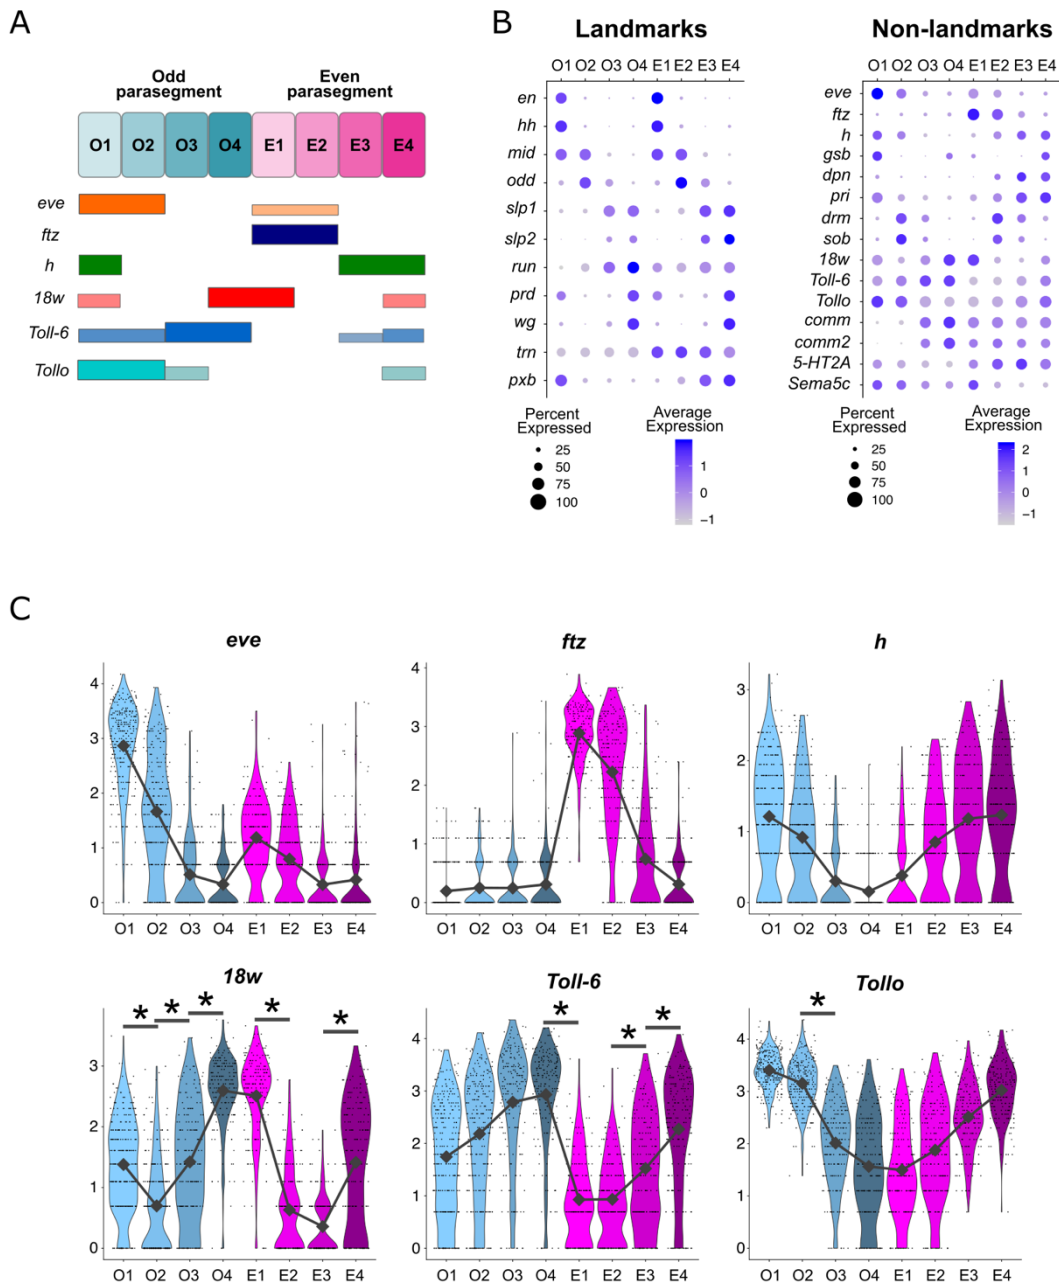 A
Odd parasegment
Even parasegment
O1 O2 O3 O4 E1 E2 E3 E4
eve
ftz
h
18w
Toll-6
Tollo
B
Landmarks
O1 O2 O3 O4 E1 E2 E3 E4
en
hh
mid
odd
slp1
slp2
run
prd
wg
trn
pxb
Percent Expressed
25
50
75
100
Average Expression
1
0
−1
Non-landmarks
O1 O2 O3 O4 E1 E2 E3 E4
eve
ftz
h
gsb
dpn
pri
drm
sob
18w
Toll-6
Tollo
comm
comm2
5-HT2A
Sema5c
Percent Expressed
25
50
75
100
Average Expression
2
1
0
−1
C
eve
4
3
2
1
0
O1 O2 O3 O4 E1 E2 E3 E4
ftz
4
3
2
1
0
O1 O2 O3 O4 E1 E2 E3 E4
h
3
2
1
0
O1 O2 O3 O4 E1 E2 E3 E4
18w
* * * * *
3
2
1
0
O1 O2 O3 O4 E1 E2 E3 E4
Toll-6
* * *
4
3
2
1
0
O1 O2 O3 O4 E1 E2 E3 E4
Tollo
*
4
3
2
1
0
O1 O2 O3 O4 E1 E2 E3 E4